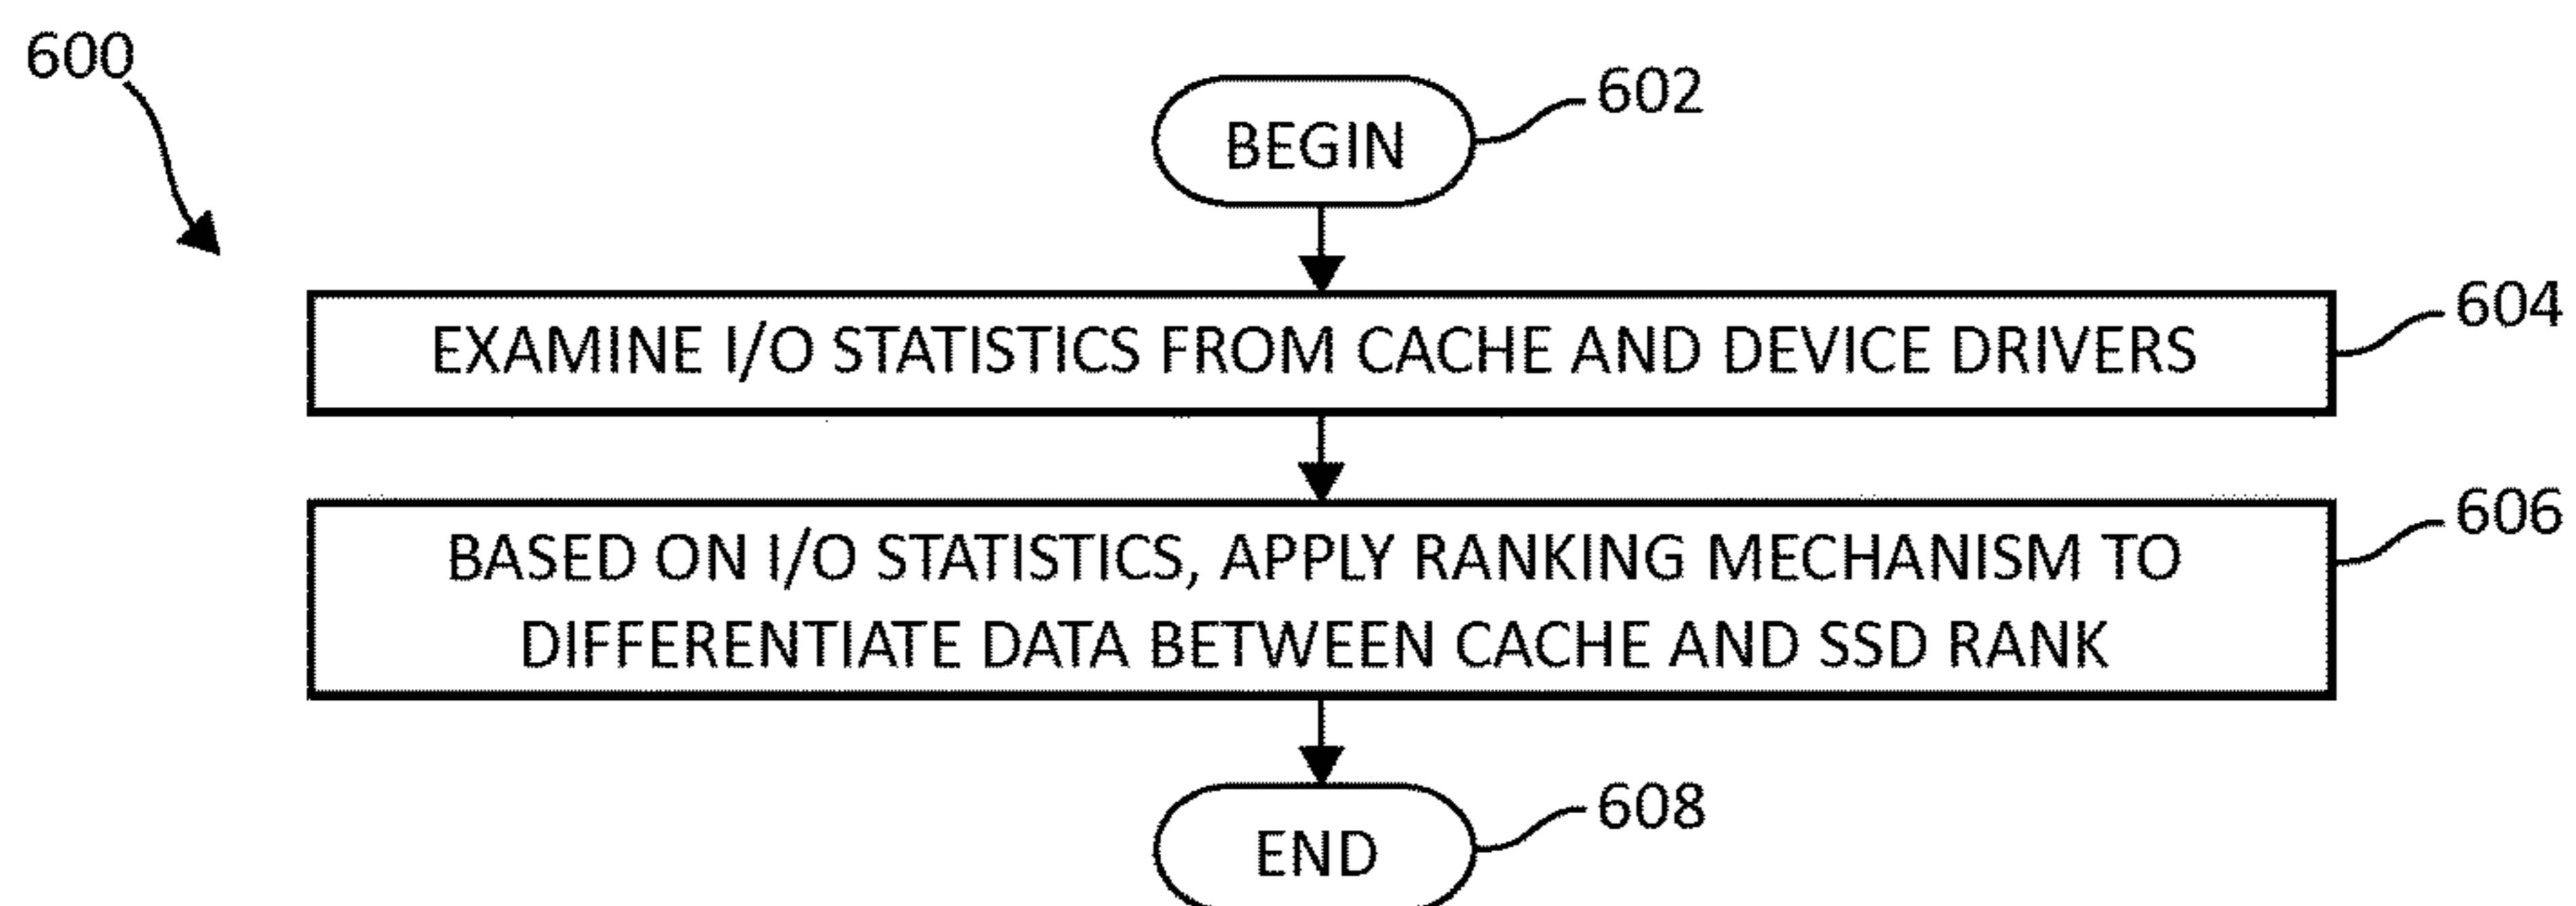 600
BEGIN
602
EXAMINE I/O STATISTICS FROM CACHE AND DEVICE DRIVERS
604
BASED ON I/O STATISTICS, APPLY RANKING MECHANISM TO
DIFFERENTIATE DATA BETWEEN CACHE AND SSD RANK
606
END
608